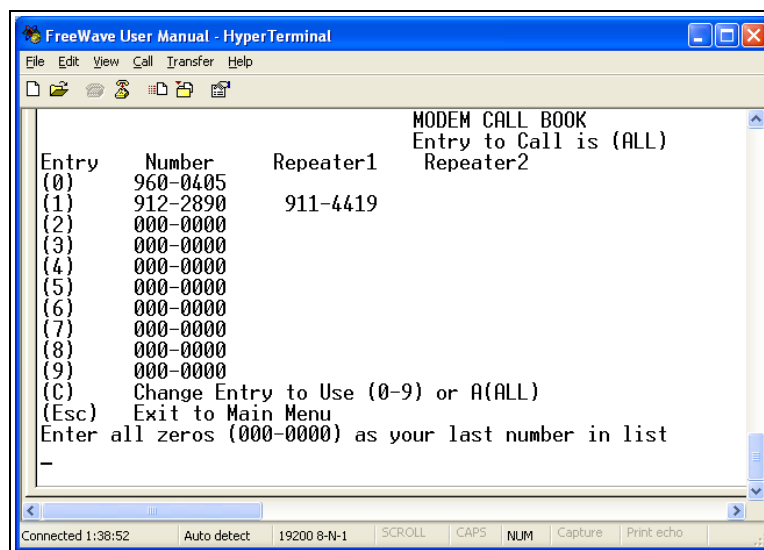 FreeWave User Manual - HyperTerminal
File Edit View Call Transfer Help
MODEM CALL BOOK
Entry to Call is (ALL)
Entry Number Repeater1 Repeater2
(0) 960-0405
(1) 912-2890 911-4419
(2) 000-0000
(3) 000-0000
(4) 000-0000
(5) 000-0000
(6) 000-0000
(7) 000-0000
(8) 000-0000
(9) 000-0000
(C) Change Entry to Use (0-9) or A(ALL)
(Esc) Exit to Main Menu
Enter all zeros (000-0000) as your last number in list
_
Connected 1:38:52 Auto detect 19200 8-N-1 SCROLL CAPS NUM Capture Print echo